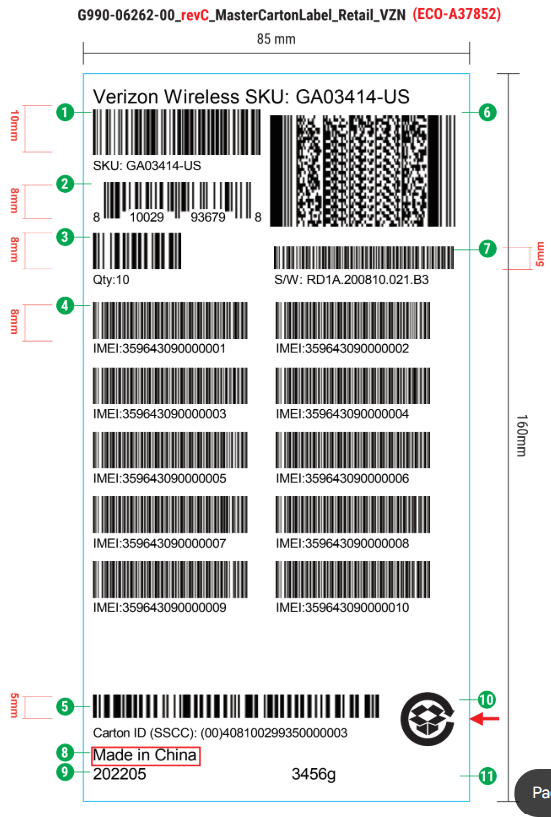 G990-06262-00_revC_MasterCartonLabel_Retail_VZN (ECO-A37852)
85 mm
Verizon Wireless SKU: GA03414-US
1
6
10mm
SKU: GA03414-US
2
8mm
8 10029 93679 8
3
7
8mm
5mm
Qty:10
S/W: RD1A.200810.021.B3
4
8mm
IMEI:359643090000001
IMEI:359643090000002
IMEI:359643090000003
IMEI:359643090000004
160mm
IMEI:359643090000005
IMEI:359643090000006
IMEI:359643090000007
IMEI:359643090000008
IMEI:359643090000009
IMEI:359643090000010
5mm
5
10
Carton ID (SSCC): (00)408100299350000003
8
Made in China
9
202205
3456g
11